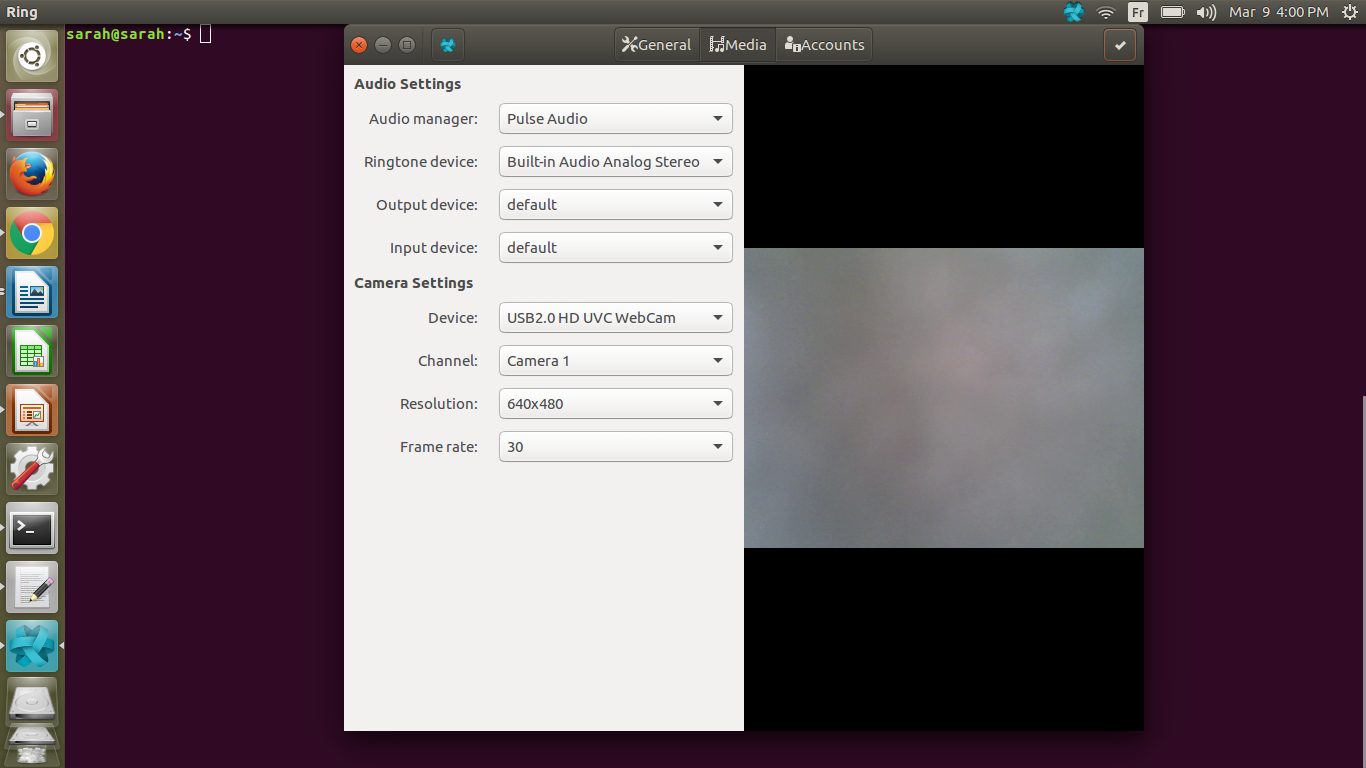 Ring
Fr
Mar 9 4:00 PM
sarah@sarah:~$
General
Media
Accounts
Audio Settings
Audio manager: Pulse Audio
Ringtone device: Built-in Audio Analog Stereo
Output device: default
Input device: default
Camera Settings
Device: USB2.0 HD UVC WebCam
Channel: Camera 1
Resolution: 640x480
Frame rate: 30
>_